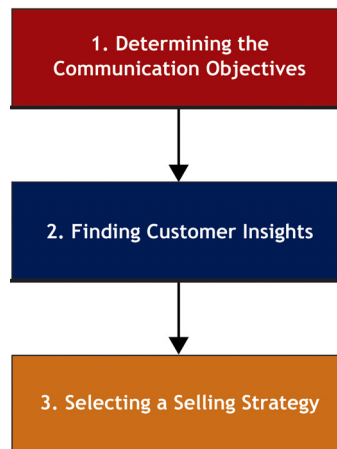 1. Determining the
Communication Objectives
2. Finding Customer Insights
3. Selecting a Selling Strategy